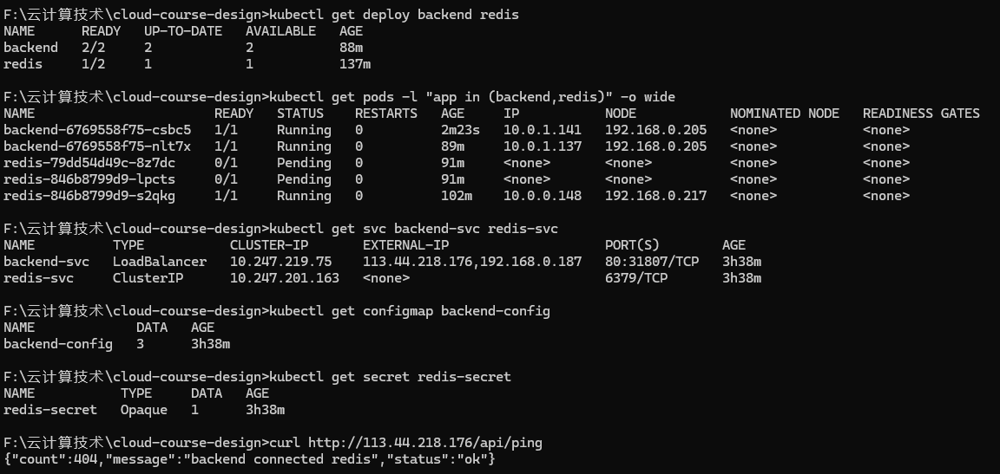 F:\云计算技术\cloud-course-design>kubectl get deploy backend redis
NAME      READY   UP-TO-DATE   AVAILABLE   AGE
backend   2/2     2            2           88m
redis     1/2     1            1           137m
F:\云计算技术\cloud-course-design>kubectl get pods -l "app in (backend,redis)" -o wide
NAME                       READY   STATUS    RESTARTS   AGE     IP           NODE            NOMINATED NODE   READINESS GATES
backend-6769558f75-csbc5   1/1     Running   0          2m23s   10.0.1.141   192.168.0.205   <none>           <none>
backend-6769558f75-nlt7x   1/1     Running   0          89m     10.0.1.137   192.168.0.205   <none>           <none>
redis-79dd54d49c-8z7dc     0/1     Pending   0          91m     <none>       <none>          <none>           <none>
redis-846b8799d9-lpcts     0/1     Pending   0          91m     <none>       <none>          <none>           <none>
redis-846b8799d9-s2qkg     1/1     Running   0          102m    10.0.0.148   192.168.0.217   <none>           <none>
F:\云计算技术\cloud-course-design>kubectl get svc backend-svc redis-svc
NAME          TYPE           CLUSTER-IP       EXTERNAL-IP                    PORT(S)        AGE
backend-svc   LoadBalancer   10.247.219.75    113.44.218.176,192.168.0.187   80:31807/TCP   3h38m
redis-svc     ClusterIP      10.247.201.163   <none>                         6379/TCP       3h38m
F:\云计算技术\cloud-course-design>kubectl get configmap backend-config
NAME             DATA   AGE
backend-config   3      3h38m
F:\云计算技术\cloud-course-design>kubectl get secret redis-secret
NAME           TYPE     DATA   AGE
redis-secret   Opaque   1      3h38m
F:\云计算技术\cloud-course-design>curl http://113.44.218.176/api/ping
{"count":404,"message":"backend connected redis","status":"ok"}